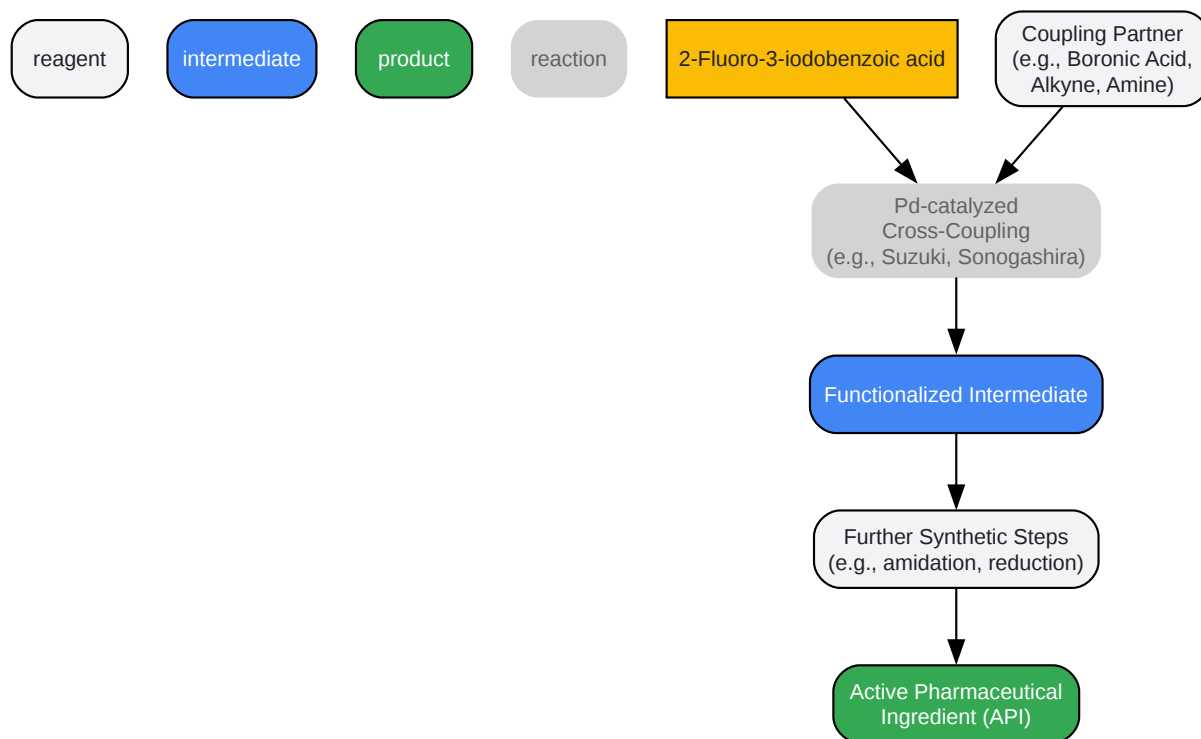 reagent
intermediate
product
reaction
2-Fluoro-3-iodobenzoic acid
Coupling Partner
(e.g., Boronic Acid,
Alkyne, Amine)
Pd-catalyzed
Cross-Coupling
(e.g., Suzuki, Sonogashira)
Functionalized Intermediate
Further Synthetic Steps
(e.g., amidation, reduction)
Active Pharmaceutical
Ingredient (API)